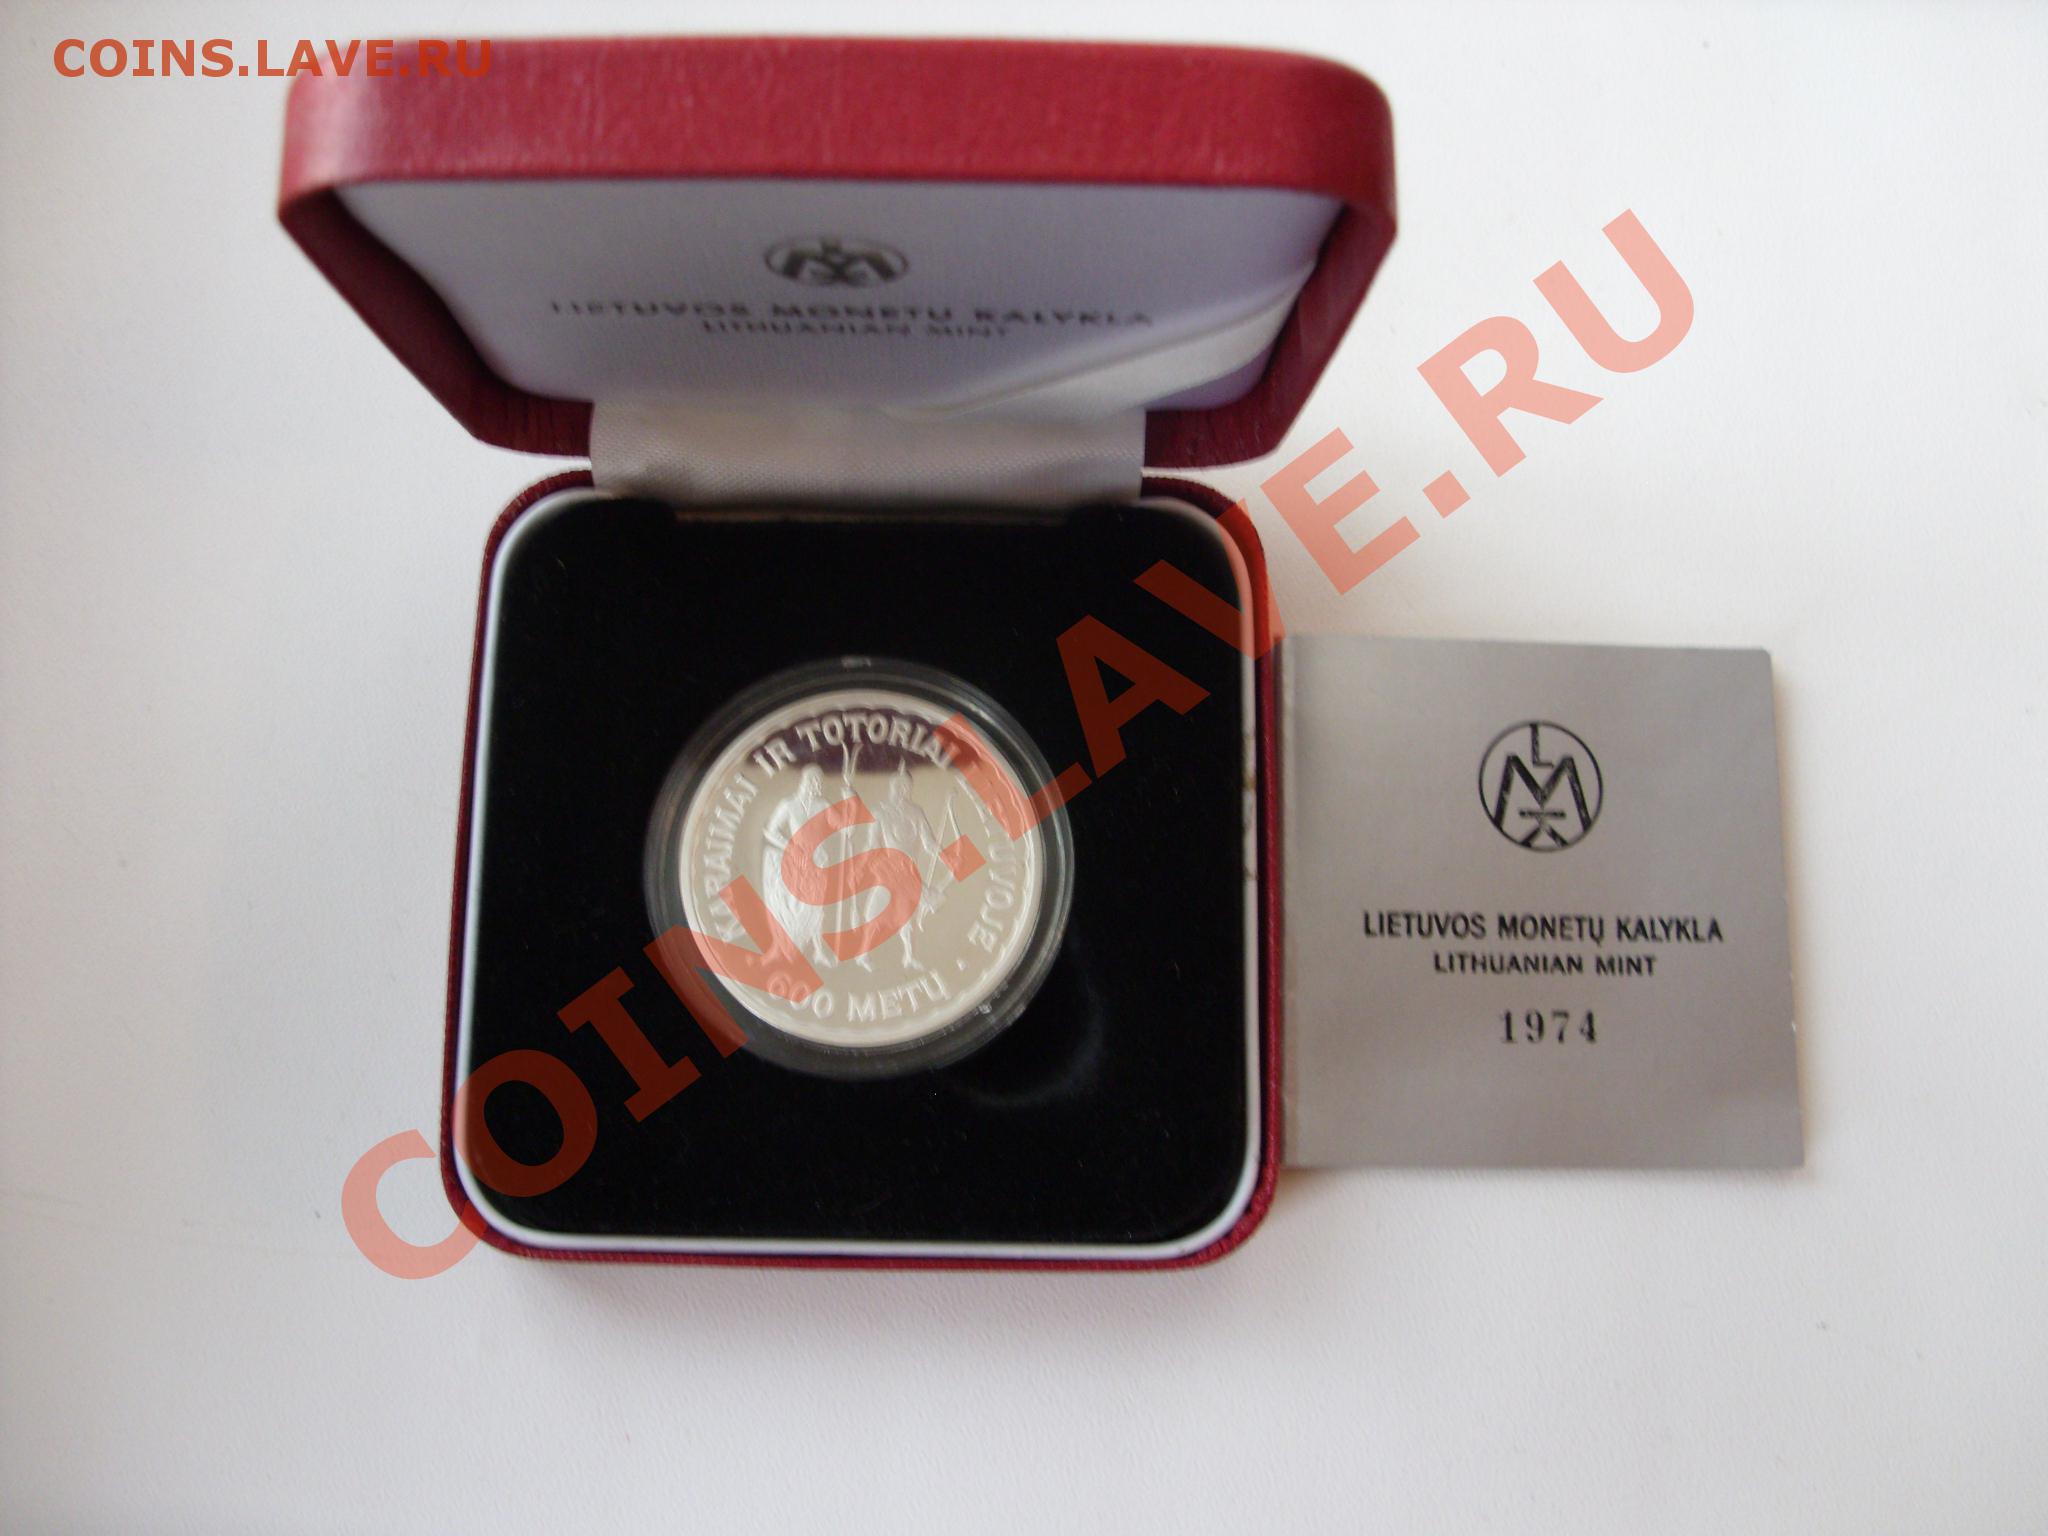 COINS.LAVE.RU
LIETUVOS MONETŲ KALYKLA
LITHUANIAN MINT
KARAIMAI IR TOTORIAI LIETUVOJE
600 METŲ
LM
LIETUVOS MONETŲ KALYKLA
LITHUANIAN MINT
1974
COINS.LAVE.RU